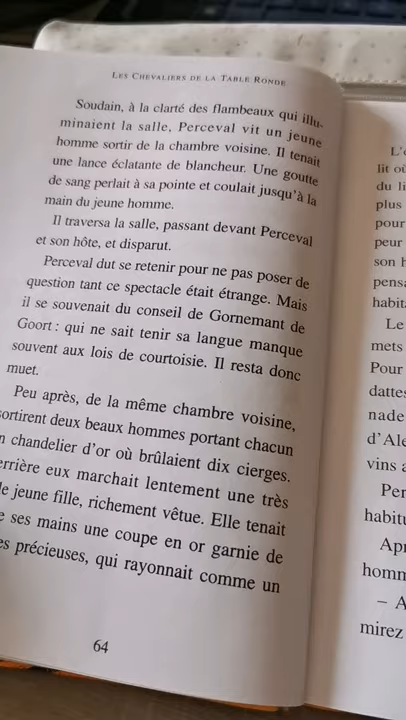 LES CHEVALIERS DE LA TABLE RONDE
Soudain, à la clarté des flambeaux qui illu-
minaient la salle, Perceval vit un jeune
homme sortir de la chambre voisine. Il tenait
une lance éclatante de blancheur. Une goutte
de sang perlait à sa pointe et coulait jusqu'à la
main du jeune homme.
Il traversa la salle, passant devant Perceval
et son hôte, et disparut.
Perceval dut se retenir pour ne pas poser de
question tant ce spectacle était étrange. Mais
il se souvenait du conseil de Gornemant de
Goort : qui ne sait tenir sa langue manque
souvent aux lois de courtoisie. Il resta donc
muet.
Peu après, de la même chambre voisine,
sortirent deux beaux hommes portant chacun
n chandelier d'or où brûlaient dix cierges.
errière eux marchait lentement une très
le jeune fille, richement vêtue. Elle tenait
e ses mains une coupe en or garnie de
es précieuses, qui rayonnait comme un
64
L'
lit où
du li
plus
pour
peur
son h
pensa
habit
Le
mets
Pour
dattes
nade
d'Ale
vins a
Per
habitu
Apr
homm
– A
mirez